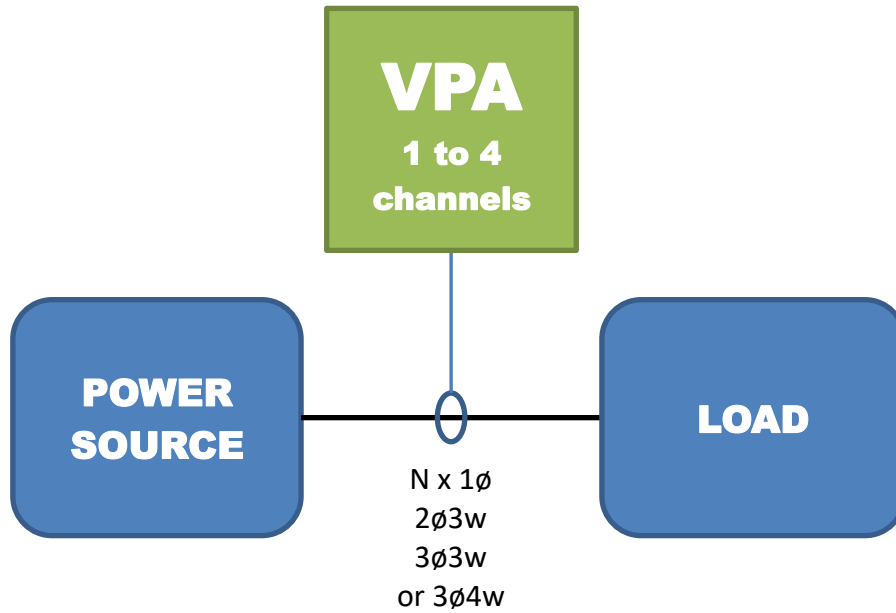 VPA
1 to 4
channels
POWER
SOURCE
LOAD
N x 1ø
2ø3w
3ø3w
or 3ø4w